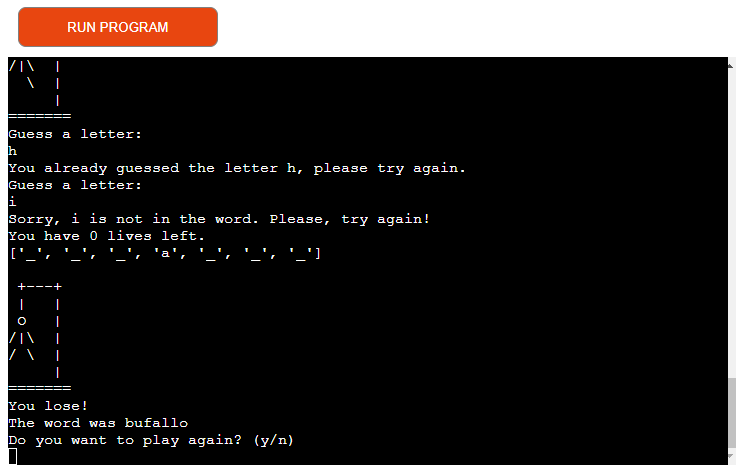 RUN PROGRAM
/|\  |
  \  |
     |
=======
Guess a letter:
h
You already guessed the letter h, please try again.
Guess a letter:
i
Sorry, i is not in the word. Please, try again!
You have 0 lives left.
['_', '_', '_', 'a', '_', '_', '_']
 +---+
 |   |
 O   |
/|\  |
/ \  |
     |
=======
You lose!
The word was bufallo
Do you want to play again? (y/n)